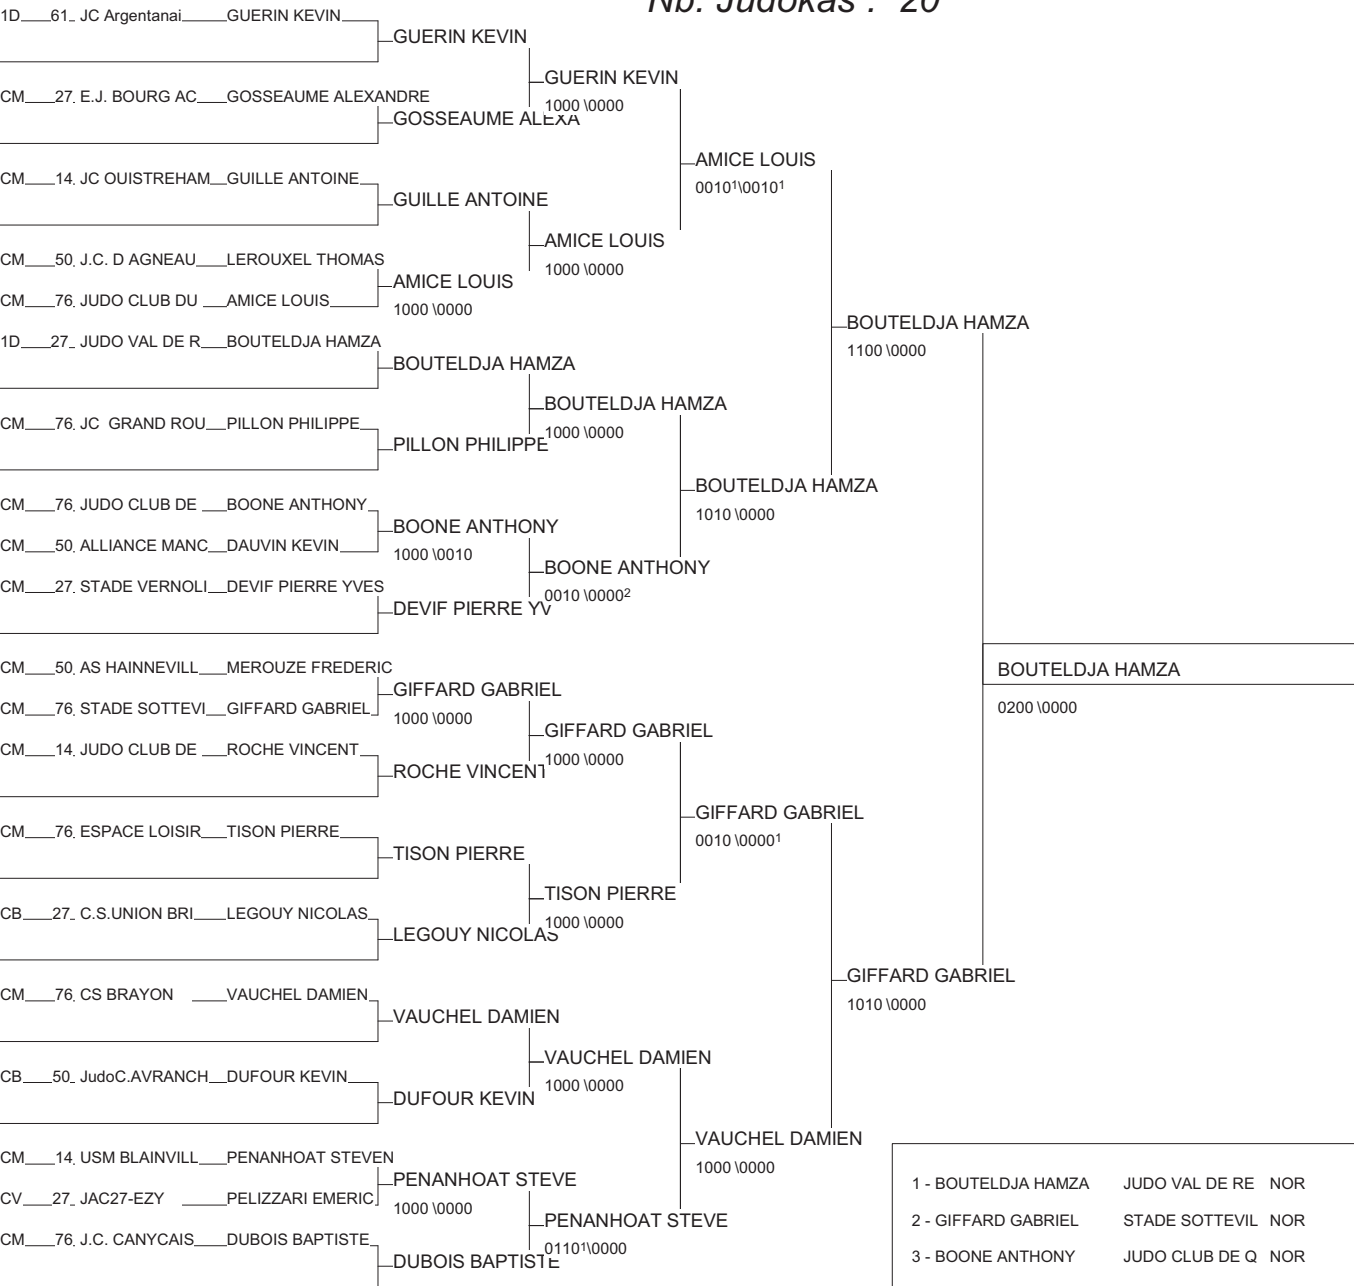 Nb. Judokas : 20
1D 61 JC Argentanai GUERIN KEVIN
GUERIN KEVIN
GUERIN KEVIN
1000 \0000
CM 27 E.J. BOURG AC GOSSEAUME ALEXANDRE
GOSSEAUME ALEXA
AMICE LOUIS
0010¹\0010¹
CM 14 JC OUISTREHAM GUILLE ANTOINE
GUILLE ANTOINE
AMICE LOUIS
1000 \0000
CM 50 J.C. D AGNEAU LEROUXEL THOMAS
AMICE LOUIS
1000 \0000
CM 76 JUDO CLUB DU AMICE LOUIS
BOUTELDJA HAMZA
1100 \0000
1D 27 JUDO VAL DE R BOUTELDJA HAMZA
BOUTELDJA HAMZA
BOUTELDJA HAMZA
1000 \0000
CM 76 JC GRAND ROU PILLON PHILIPPE
PILLON PHILIPPE
BOUTELDJA HAMZA
1010 \0000
CM 76 JUDO CLUB DE BOONE ANTHONY
BOONE ANTHONY
1000 \0010
CM 50 ALLIANCE MANC DAUVIN KEVIN
BOONE ANTHONY
0010 \0000²
CM 27 STADE VERNOLI DEVIF PIERRE YVES
DEVIF PIERRE YV
BOUTELDJA HAMZA
0200 \0000
CM 50 AS HAINNEVILL MEROUZE FREDERIC
GIFFARD GABRIEL
1000 \0000
CM 76 STADE SOTTEVI GIFFARD GABRIEL
GIFFARD GABRIEL
1000 \0000
CM 14 JUDO CLUB DE ROCHE VINCENT
ROCHE VINCENT
GIFFARD GABRIEL
0010 \0000¹
CM 76 ESPACE LOISIR TISON PIERRE
TISON PIERRE
TISON PIERRE
1000 \0000
CB 27 C.S.UNION BRI LEGOUY NICOLAS
LEGOUY NICOLAS
GIFFARD GABRIEL
1010 \0000
CM 76 CS BRAYON VAUCHEL DAMIEN
VAUCHEL DAMIEN
VAUCHEL DAMIEN
1000 \0000
CB 50 JudoC.AVRANCH DUFOUR KEVIN
DUFOUR KEVIN
VAUCHEL DAMIEN
1000 \0000
CM 14 USM BLAINVILL PENANHOAT STEVEN
PENANHOAT STEVE
1000 \0000
CV 27 JAC27-EZY PELIZZARI EMERIC
PENANHOAT STEVE
0110¹\0000
CM 76 J.C. CANYCAIS DUBOIS BAPTISTE
DUBOIS BAPTISTE
1 - BOUTELDJA HAMZA JUDO VAL DE RE NOR
2 - GIFFARD GABRIEL STADE SOTTEVIL NOR
3 - BOONE ANTHONY JUDO CLUB DE Q NOR